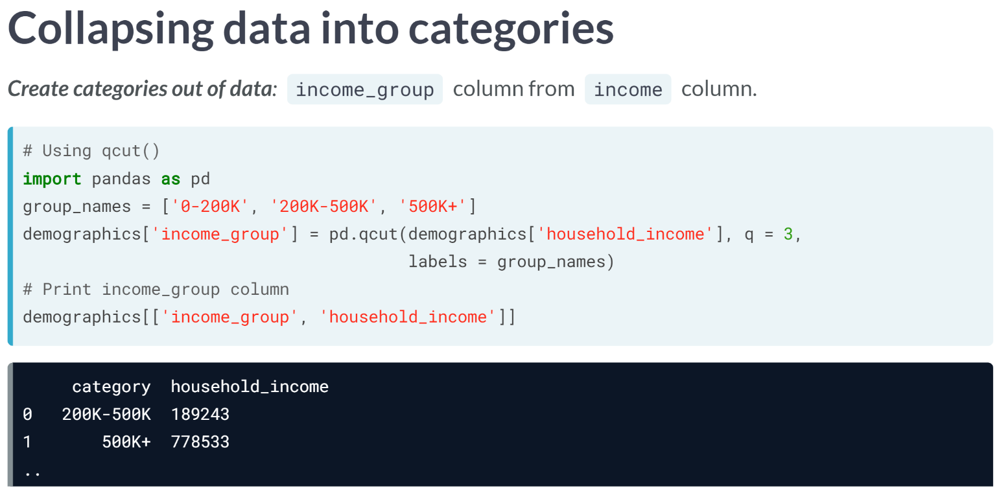 Collapsing data into categories
Create categories out of data: income_group column from income column.
# Using qcut()
import pandas as pd
group_names = ['0-200K', '200K-500K', '500K+']
demographics['income_group'] = pd.qcut(demographics['household_income'], q = 3,
labels = group_names)
# Print income_group column
demographics[['income_group', 'household_income']]
category household_income
0 200K-500K 189243
1 500K+ 778533
..